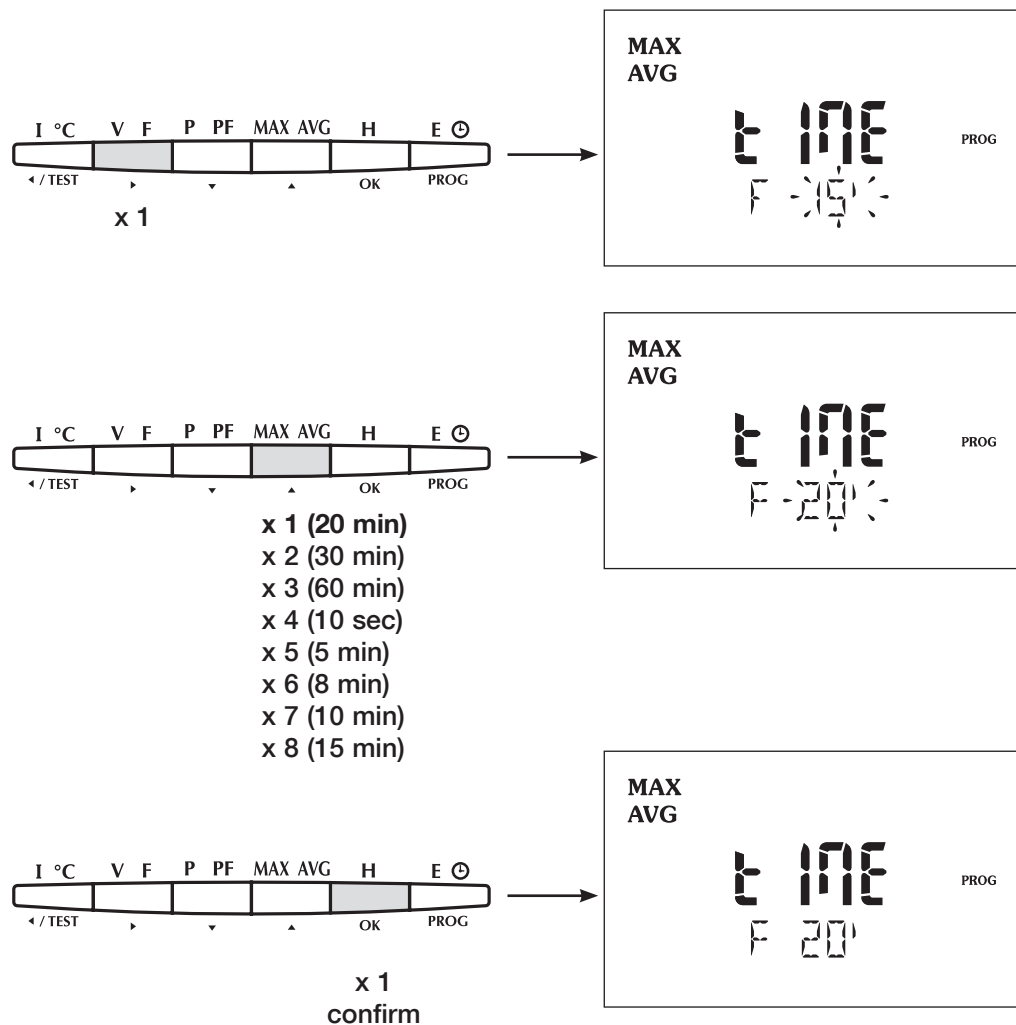 MAX
AVG
I °C V F P PF MAX AVG H E
t IME
PROG
◂ / TEST ▸ ▾ ▴ OK PROG
F 15'
x 1
MAX
AVG
I °C V F P PF MAX AVG H E
t IME
PROG
◂ / TEST ▸ ▾ ▴ OK PROG
F 20'
x 1 (20 min)
x 2 (30 min)
x 3 (60 min)
x 4 (10 sec)
x 5 (5 min)
x 6 (8 min)
x 7 (10 min)
x 8 (15 min)
MAX
AVG
I °C V F P PF MAX AVG H E
t IME
PROG
◂ / TEST ▸ ▾ ▴ OK PROG
F 20'
x 1
confirm